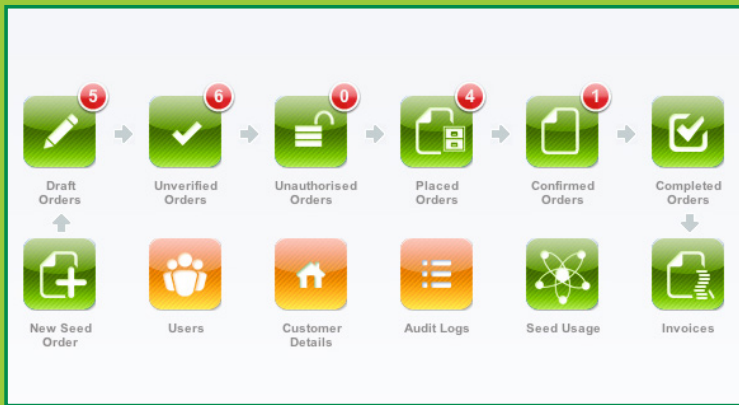 5
6
0
4
1
Draft
Orders
Unverified
Orders
Unauthorised
Orders
Placed
Orders
Confirmed
Orders
Completed
Orders
New Seed
Order
Users
Customer
Details
Audit Logs
Seed Usage
Invoices